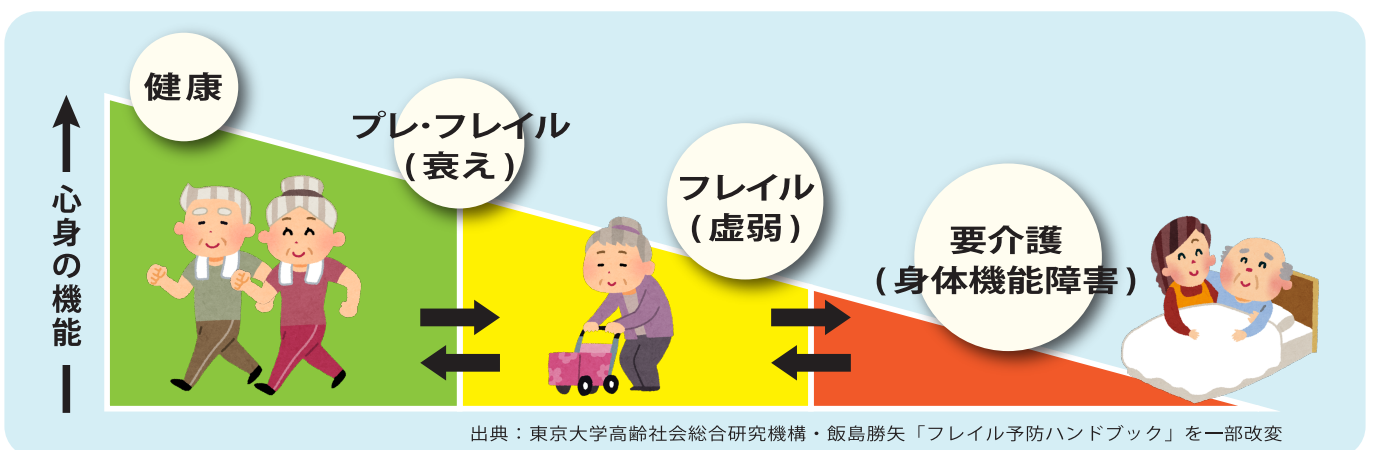 健康
プレ・フレイル
(衰え)
フレイル
(虚弱)
要介護
(身体機能障害)
心身の機能
出典：東京大学高齢社会総合研究機構・飯島勝矢「フレイル予防ハンドブック」を一部改変